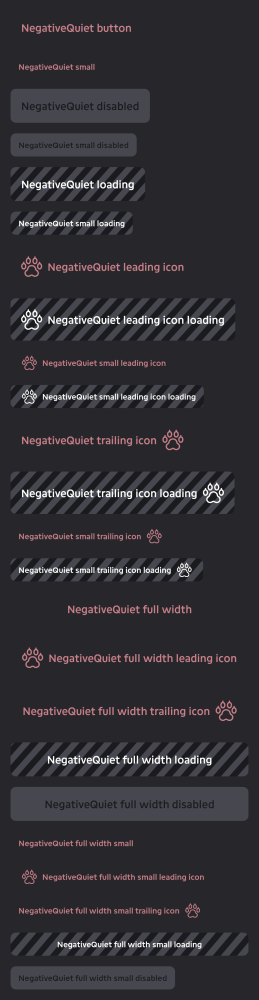 NegativeQuiet button
NegativeQuiet small
NegativeQuiet disabled
NegativeQuiet small disabled
NegativeQuiet loading
NegativeQuiet small loading
NegativeQuiet leading icon
NegativeQuiet leading icon loading
NegativeQuiet small leading icon
NegativeQuiet small leading icon loading
NegativeQuiet trailing icon
NegativeQuiet trailing icon loading
NegativeQuiet small trailing icon
NegativeQuiet small trailing icon loading
NegativeQuiet full width
NegativeQuiet full width leading icon
NegativeQuiet full width trailing icon
NegativeQuiet full width loading
NegativeQuiet full width disabled
NegativeQuiet full width small
NegativeQuiet full width small leading icon
NegativeQuiet full width small trailing icon
NegativeQuiet full width small loading
NegativeQuiet full width small disabled